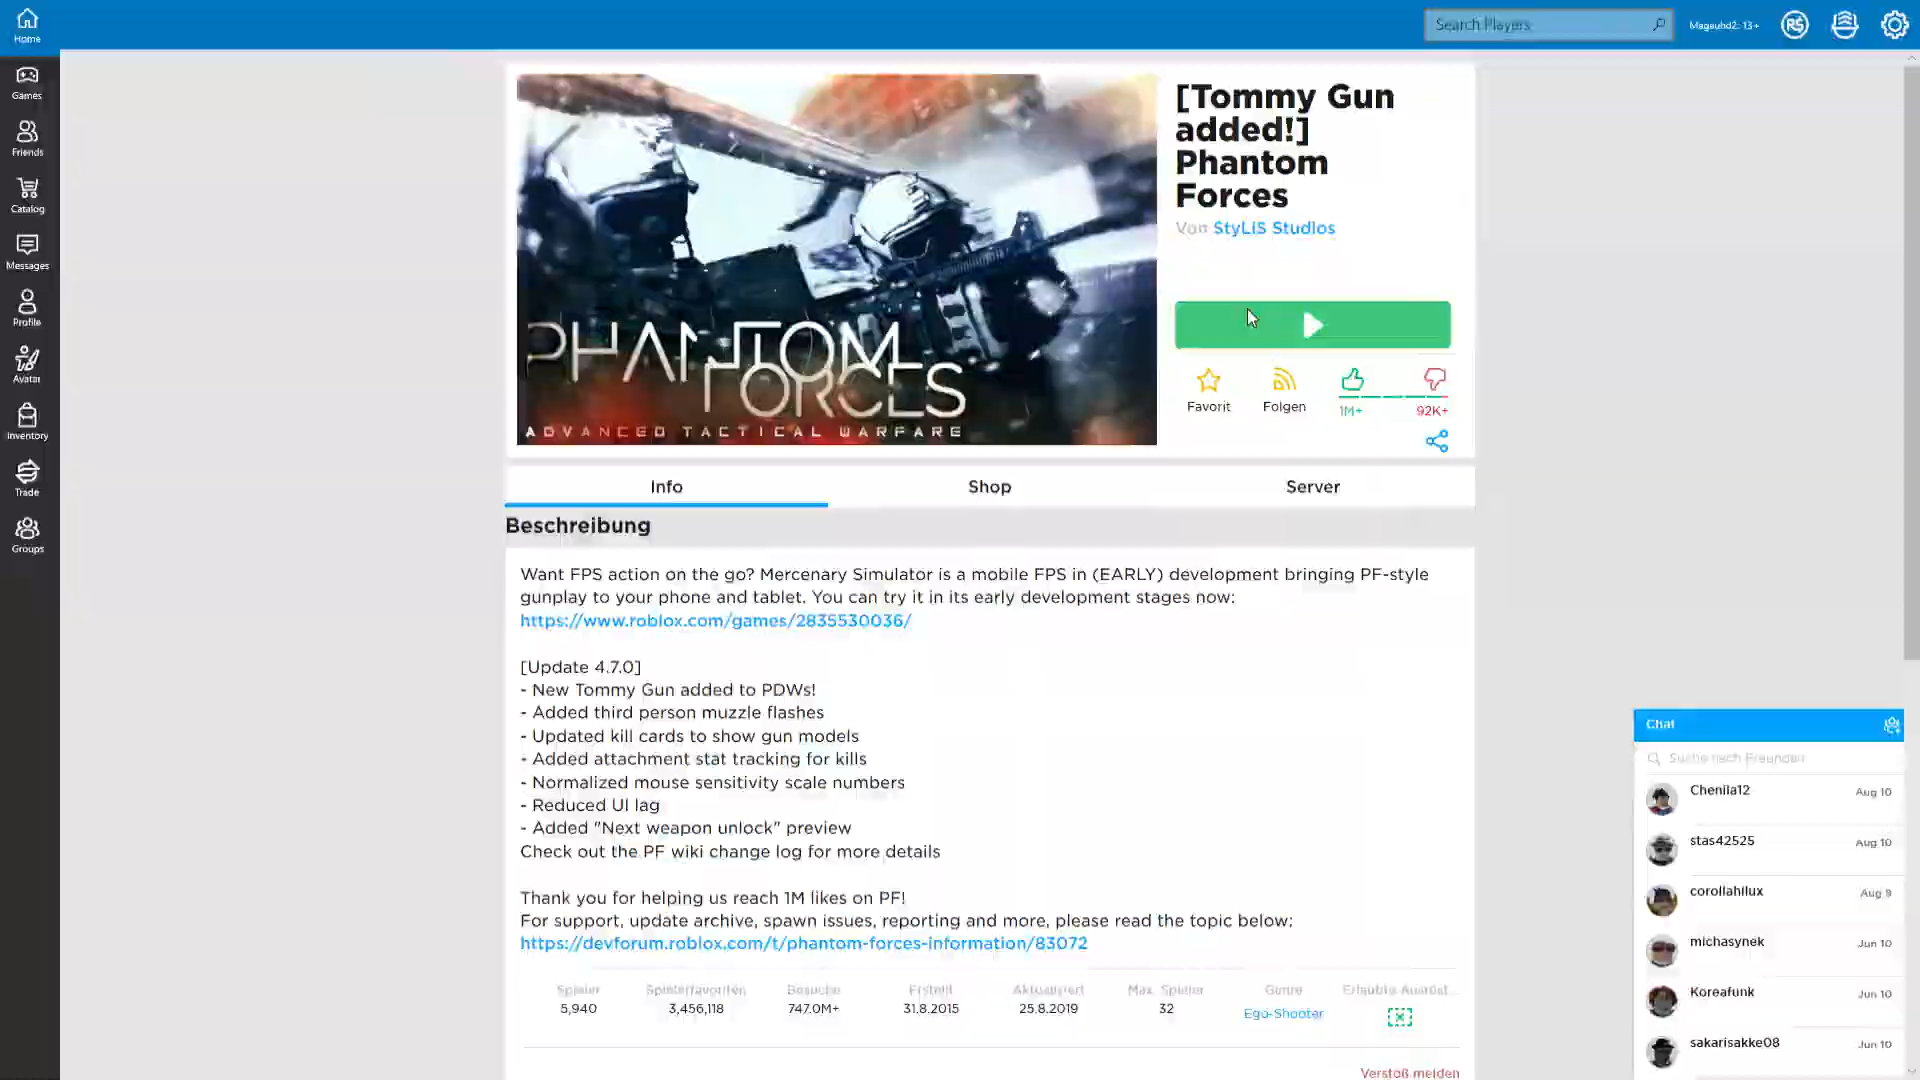 Home
Search Players
Magauhd2: 13+
Games
Friends
Catalog
Messages
Profile
Avatar
Inventory
Trade
Groups
PHANTOM
FORCES
ADVANCED TACTICAL WARFARE
[Tommy Gun
added!]
Phantom
Forces
Von StyLiS Studios
Favorit
Folgen
1M+
92K+
Info
Shop
Server
Beschreibung
Want FPS action on the go? Mercenary Simulator is a mobile FPS in (EARLY) development bringing PF-style
gunplay to your phone and tablet. You can try it in its early development stages now:
https://www.roblox.com/games/2835530036/
[Update 4.7.0]
- New Tommy Gun added to PDWs!
- Added third person muzzle flashes
- Updated kill cards to show gun models
- Added attachment stat tracking for kills
- Normalized mouse sensitivity scale numbers
- Reduced UI lag
- Added "Next weapon unlock" preview
Check out the PF wiki change log for more details
Thank you for helping us reach 1M likes on PF!
For support, update archive, spawn issues, reporting and more, please read the topic below:
https://devforum.roblox.com/t/phantom-forces-information/83072
Spieler Spielerfavoriten Besuche Erstellt Aktualisiert Max. Spieler Genre Erlaubte Ausrüst...
5,940 3,456,118 747.0M+ 31.8.2015 25.8.2019 32 Ego-Shooter
Verstoß melden
Chat
Suche nach Freunden
Chenila12 Aug 10
stas42525 Aug 10
corollahilux Aug 9
michasynek Jun 10
Koreafunk Jun 10
sakarisakke08 Jun 10